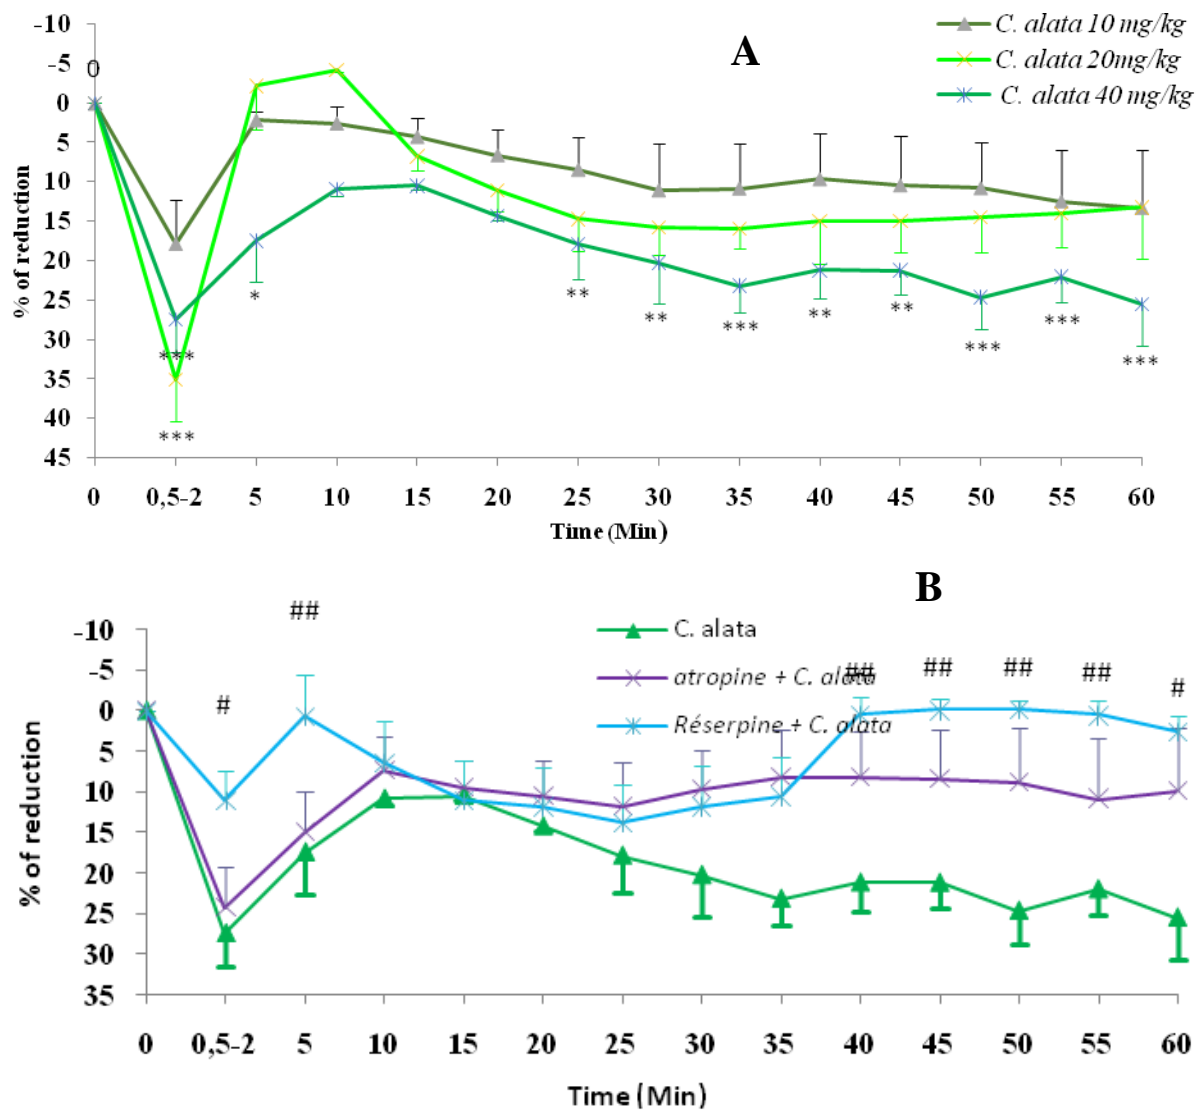 A
C. alata 10 mg/kg
C. alata 20mg/kg
C. alata 40 mg/kg
-10
-5
0
5
10
15
20
25
30
35
40
45
% of reduction
0
***
***
*
**
**
***
**
**
***
***
***
0 0,5-2 5 10 15 20 25 30 35 40 45 50 55 60
Time (Min)
B
C. alata
atropine + C. alata
Réserpine + C. alata
-10
-5
0
5
10
15
20
25
30
35
% of reduction
#
##
##
##
##
##
#
0 0,5-2 5 10 15 20 25 30 35 40 45 50 55 60
Time (Min)